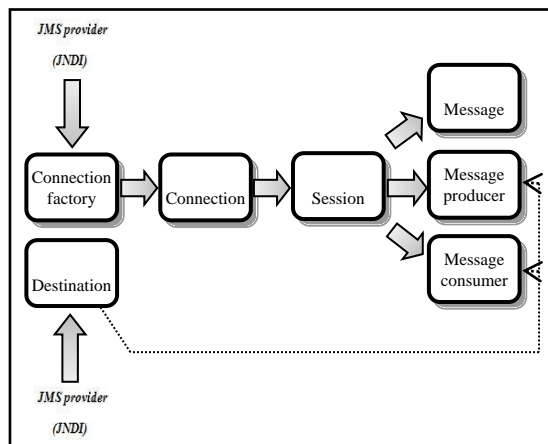 JMS provider
(JNDI)
Message
Connection
factory
Connection
Session
Message
producer
Destination
Message
consumer
JMS provider
(JNDI)